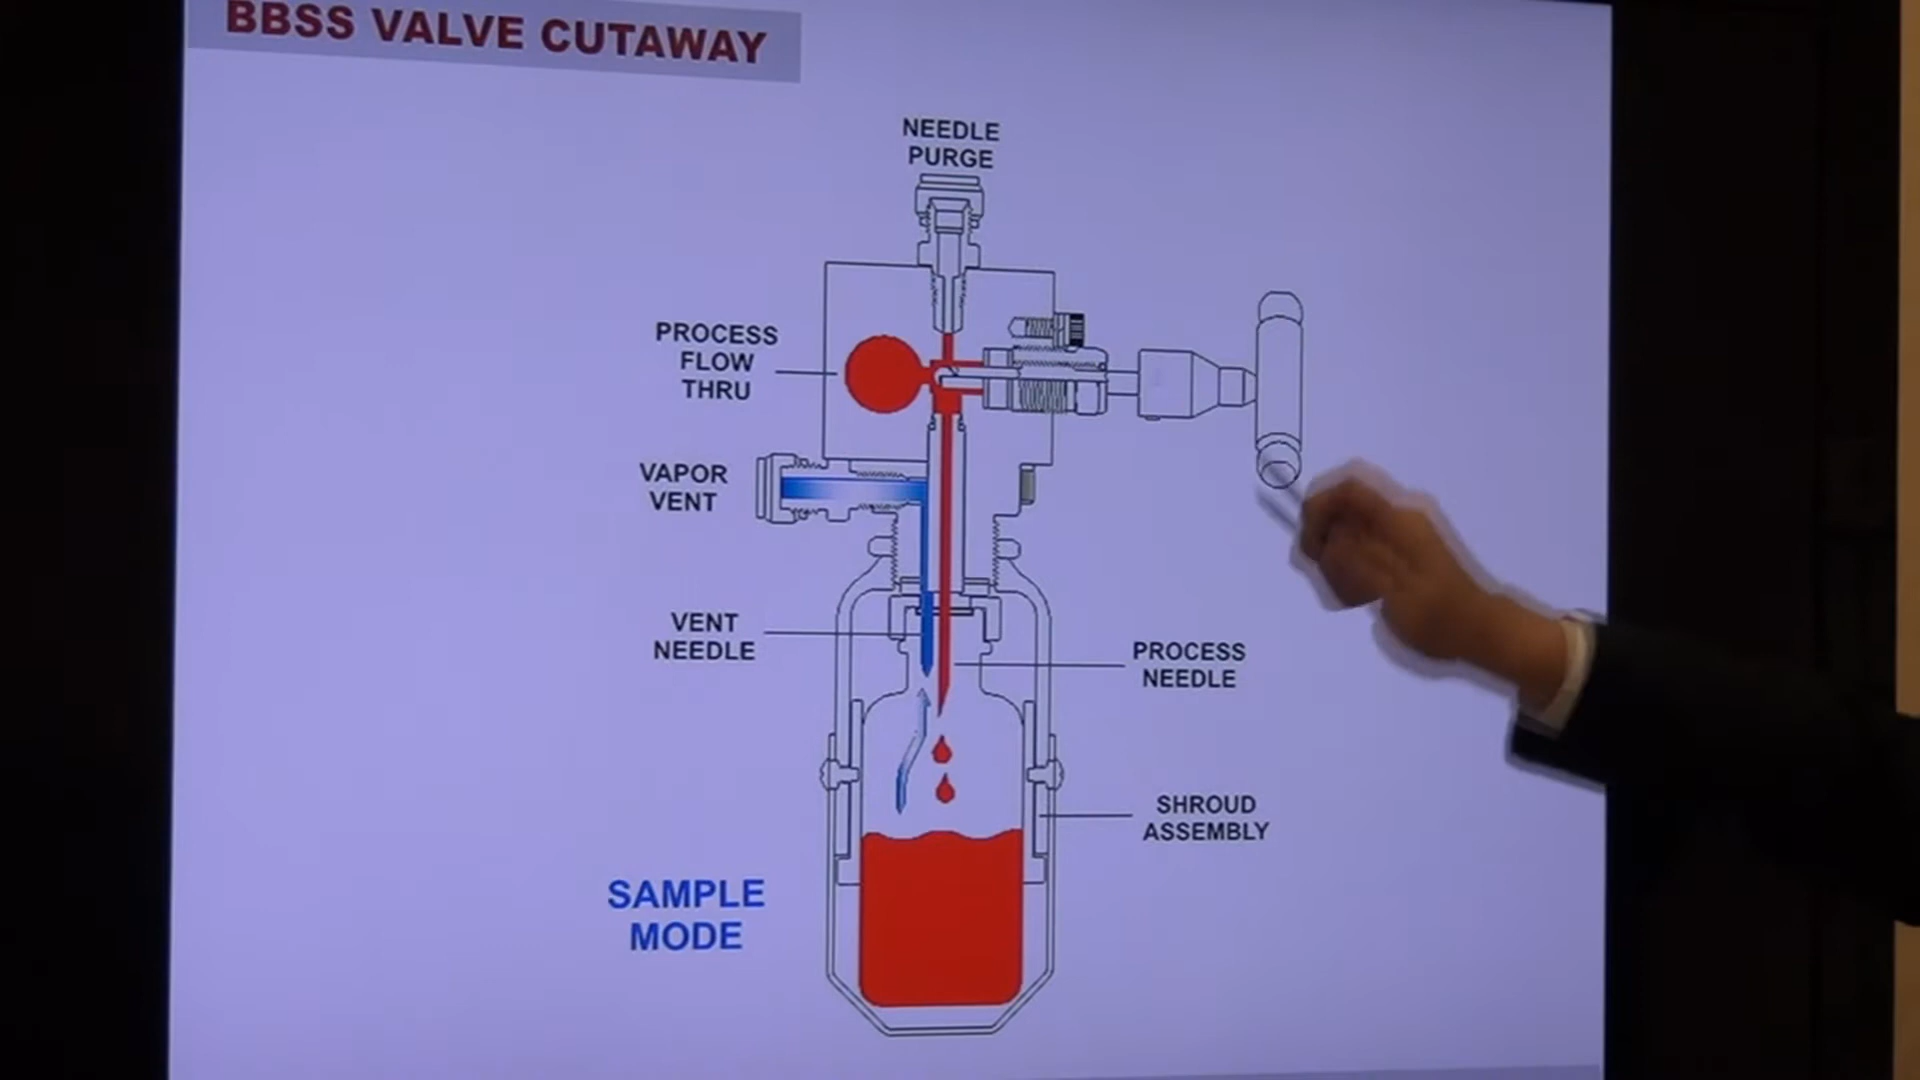 BBSS VALVE CUTAWAY
NEEDLE
PURGE
PROCESS
FLOW
THRU
VAPOR
VENT
VENT
NEEDLE
PROCESS
NEEDLE
SHROUD
ASSEMBLY
SAMPLE
MODE